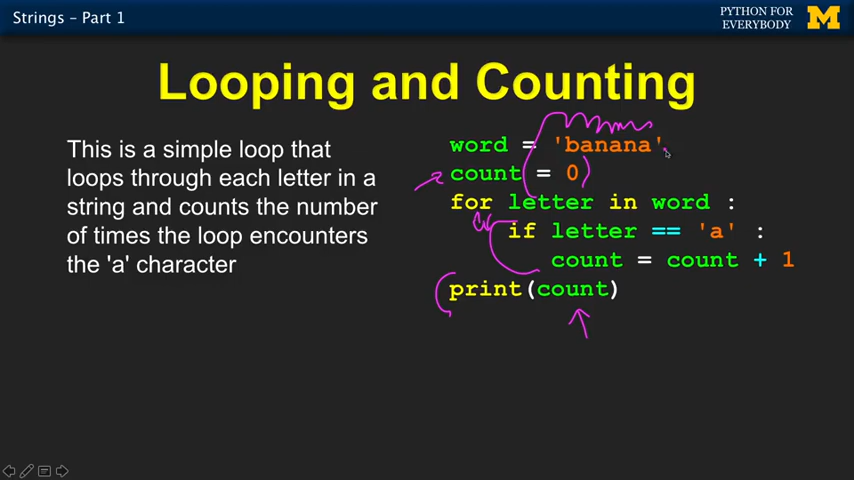 Strings – Part 1
PYTHON FOR
EVERYBODY
M
Looping and Counting
This is a simple loop that
loops through each letter in a
string and counts the number
of times the loop encounters
the 'a' character
word = 'banana'
count = 0
for letter in word :
if letter == 'a' :
count = count + 1
print(count)